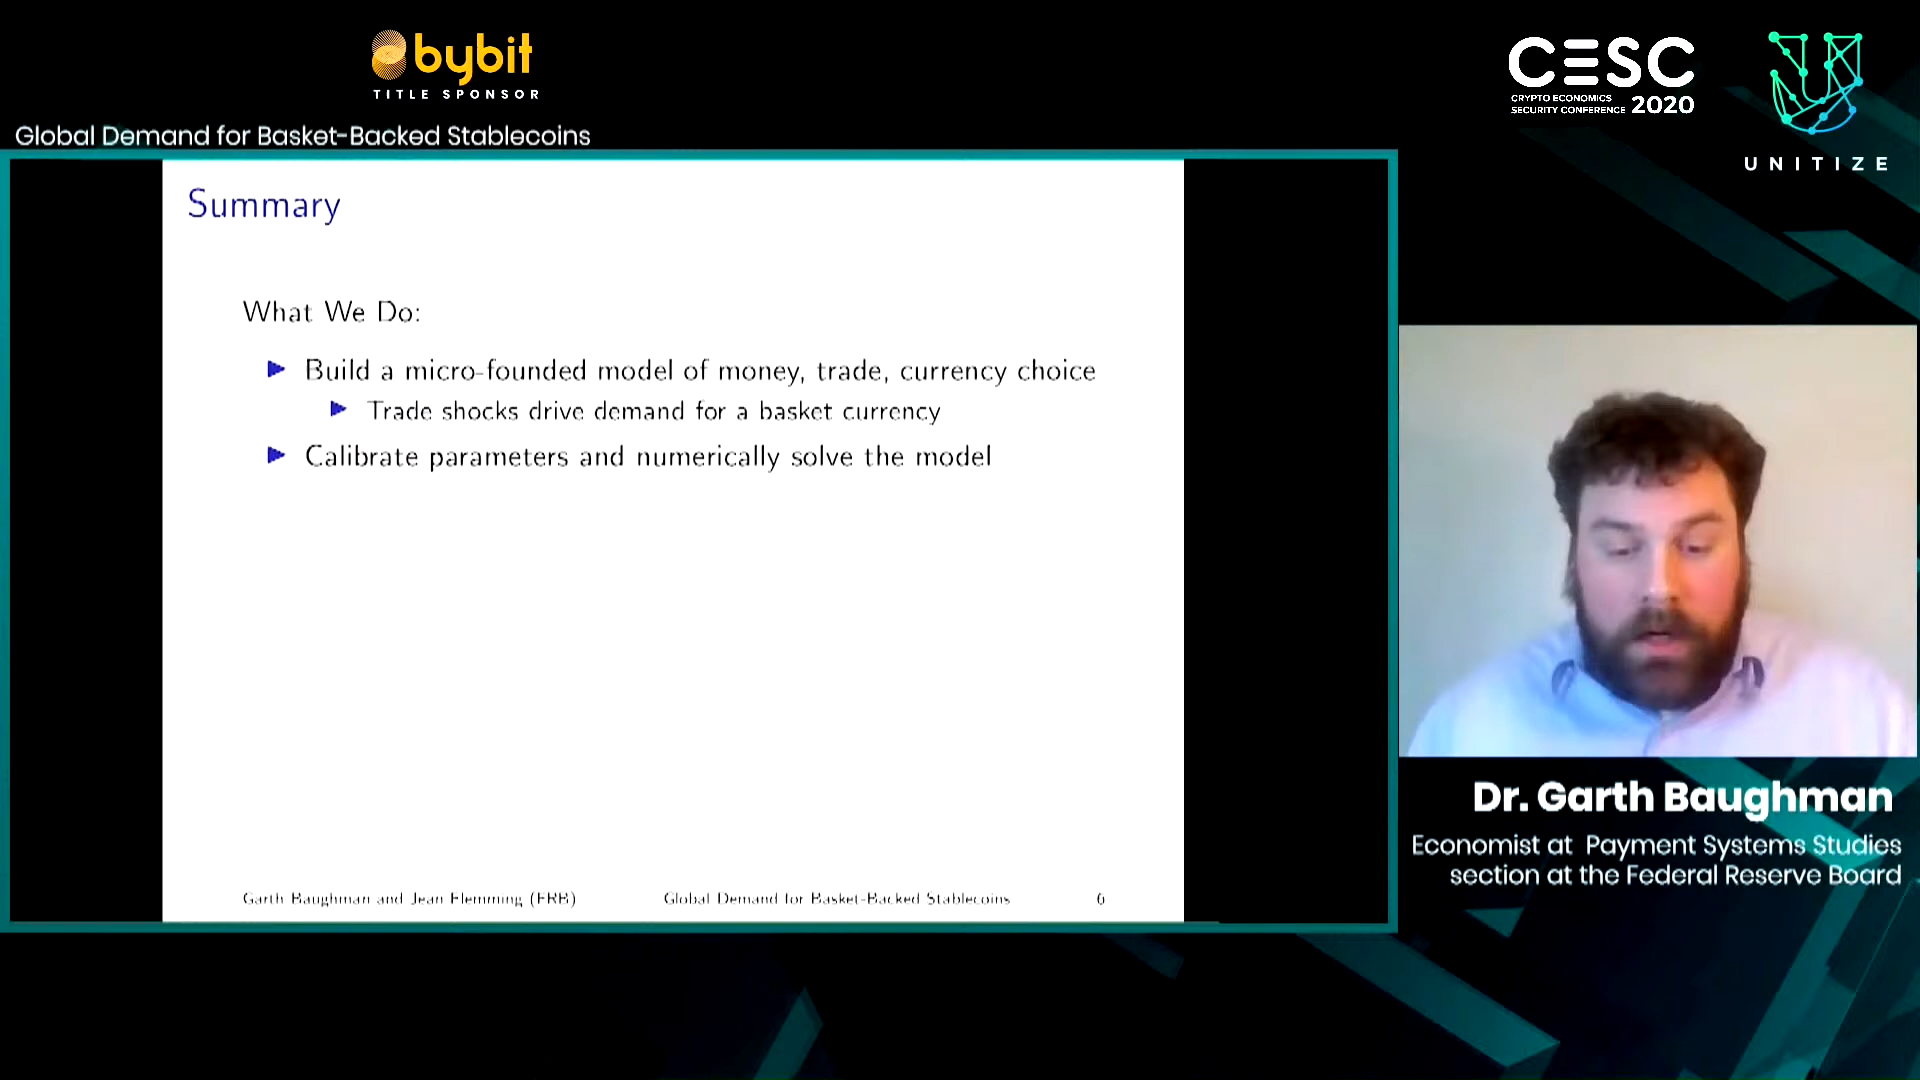 bybit
TITLE SPONSOR
CESC
CRYPTO ECONOMICS
SECURITY CONFERENCE 2020
UNITIZE
Global Demand for Basket-Backed Stablecoins
Summary
What We Do:
Build a micro-founded model of money, trade, currency choice
Trade shocks drive demand for a basket currency
Calibrate parameters and numerically solve the model
Garth Baughman and Jean Flemming (FRB) Global Demand for Basket-Backed Stablecoins 6
Dr. Garth Baughman
Economist at Payment Systems Studies
section at the Federal Reserve Board